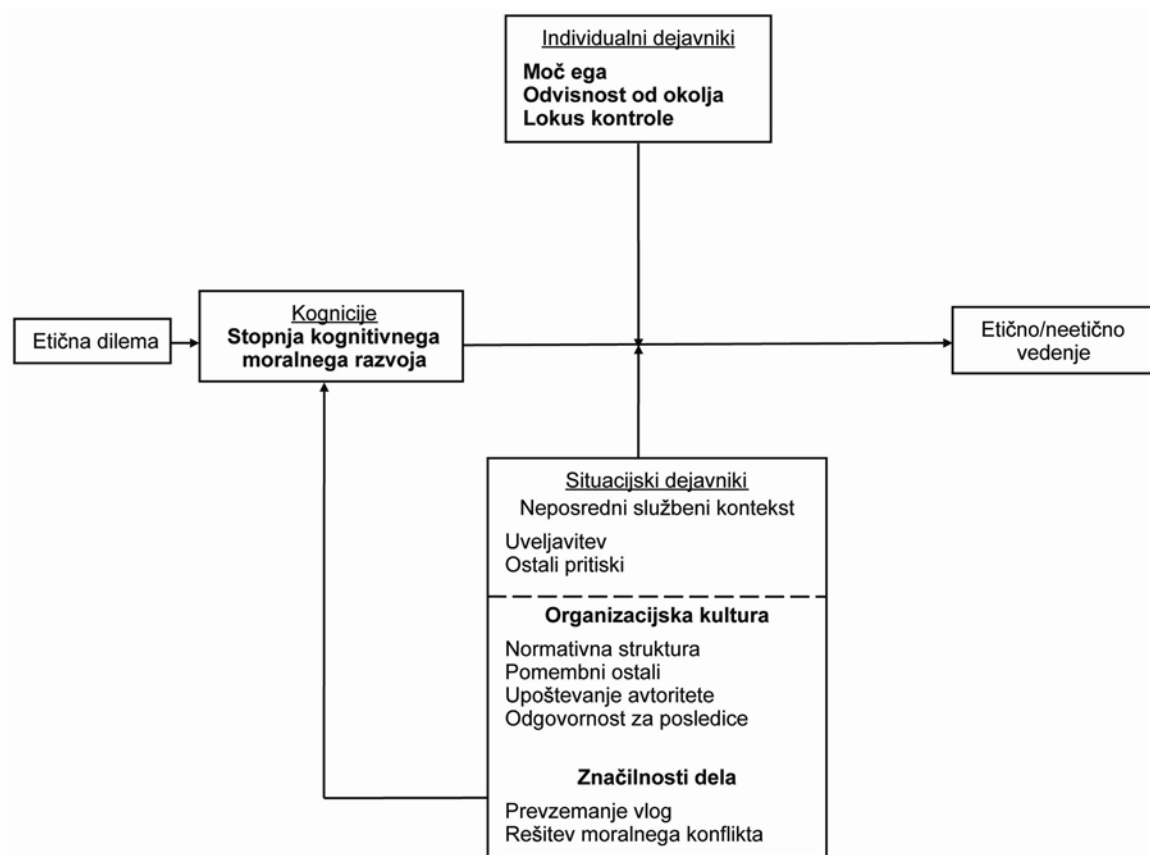 Individualni dejavniki
Moč ega
Odvisnost od okolja
Lokus kontrole
Etična dilema
Kognicije
Stopnja kognitivnega
moralnega razvoja
Etično/neetično
vedenje
Situacijski dejavniki
Neposredni službeni kontekst
Uveljavitev
Ostali pritiski
Organizacijska kultura
Normativna struktura
Pomembni ostali
Upoštevanje avtoritete
Odgovornost za posledice
Značilnosti dela
Prevzemanje vlog
Rešitev moralnega konflikta